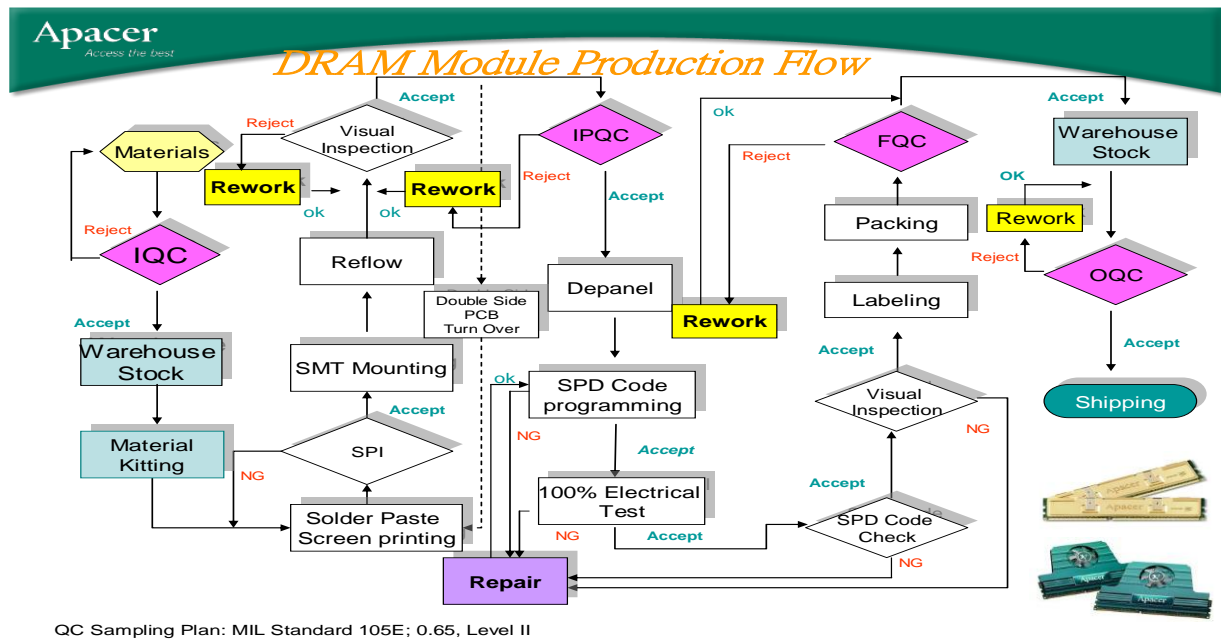 Apacer
Access the best
DRAM Module Production Flow
Materials
Reject
IQC
Accept
Warehouse
Stock
Material
Kitting
Solder Paste
Screen printing
NG
SPI
Accept
SMT Mounting
Reflow
Visual
Inspection
Reject
Rework
ok
Rework
ok
Accept
Double Side
PCB
Turn Over
IPQC
Reject
Accept
Depanel
SPD Code
programming
ok
NG
Accept
100% Electrical
Test
NG
Accept
Repair
SPD Code
Check
NG
Accept
Visual
Inspection
NG
Accept
Labeling
Packing
FQC
Reject
Rework
ok
Accept
Warehouse
Stock
OK
Rework
Reject
OQC
Accept
Shipping
Apacer
Apacer
QC Sampling Plan: MIL Standard 105E; 0.65, Level II